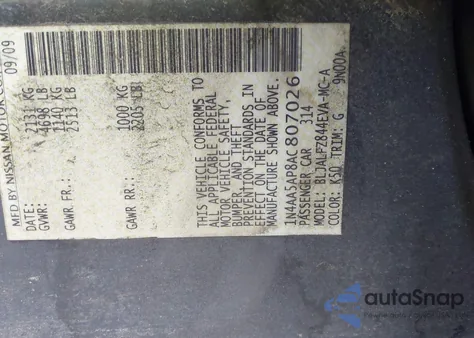 MFD BY NISSAN MOTOR CO
09/09
GVWR: 2131 KG
4698 LB
GAWR FR.: 1140 KG
2513 LB
GAWR RR.: 1000 KG
2205 LB
THIS VEHICLE CONFORMS TO
ALL APPLICABLE FEDERAL
MOTOR VEHICLE SAFETY,
BUMPER, AND THEFT
PREVENTION STANDARDS IN
EFFECT ON THE DATE OF
MANUFACTURE SHOWN ABOVE.
1N4AA5AP8AC807026
PASSENGER CAR 314
MODEL: BLJALFZ844EXA-MC-A
COLOR: K50 TRIM: G 9N00A
autoSnap